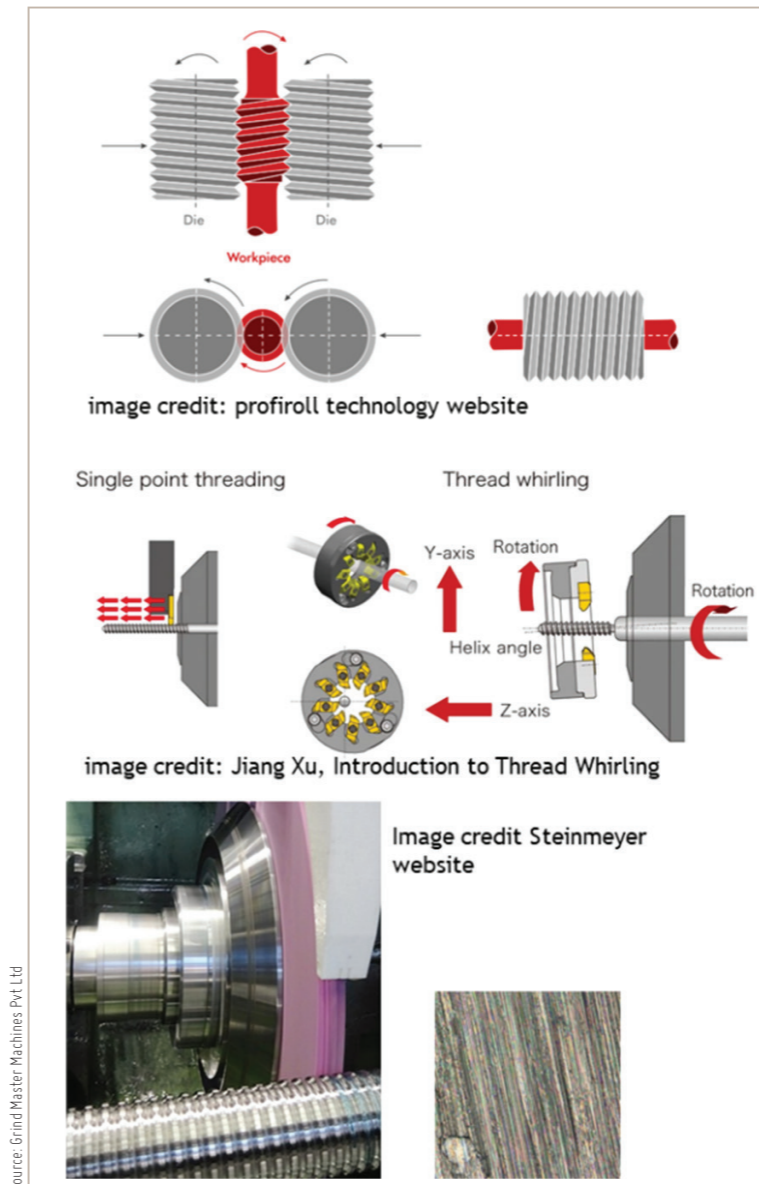 Die
Die
Workpiece
image credit: profiroll technology website
Single point threading
Thread whirling
Y-axis
Rotation
Rotation
Helix angle
Z-axis
image credit: Jiang Xu, Introduction to Thread Whirling
Image credit Steinmeyer
website
ource: Grind Master Machines Pvt Ltd